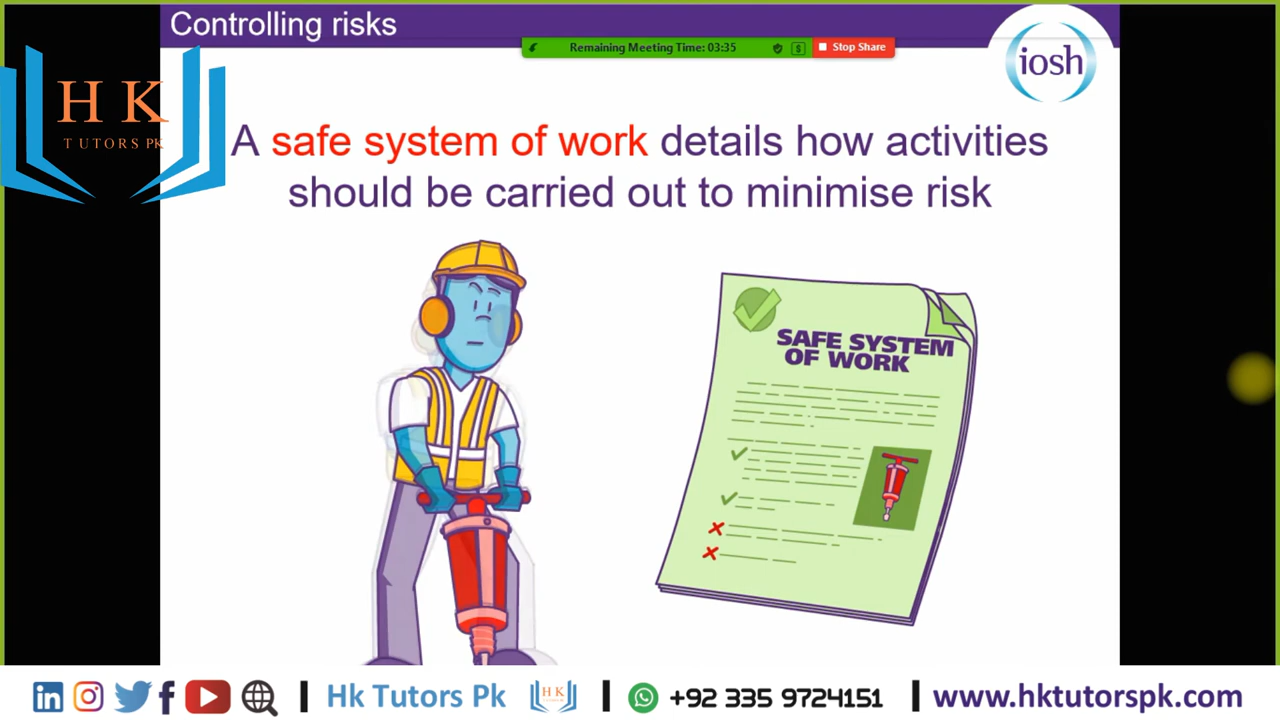 Controlling risks
Remaining Meeting Time: 03:35
$
Stop Share
iosh
H K
TUTORS PK
A safe system of work details how activities
should be carried out to minimise risk
SAFE SYSTEM
OF WORK
in
f
Hk Tutors Pk
H K
+92 335 9724151
www.hktutorspk.com